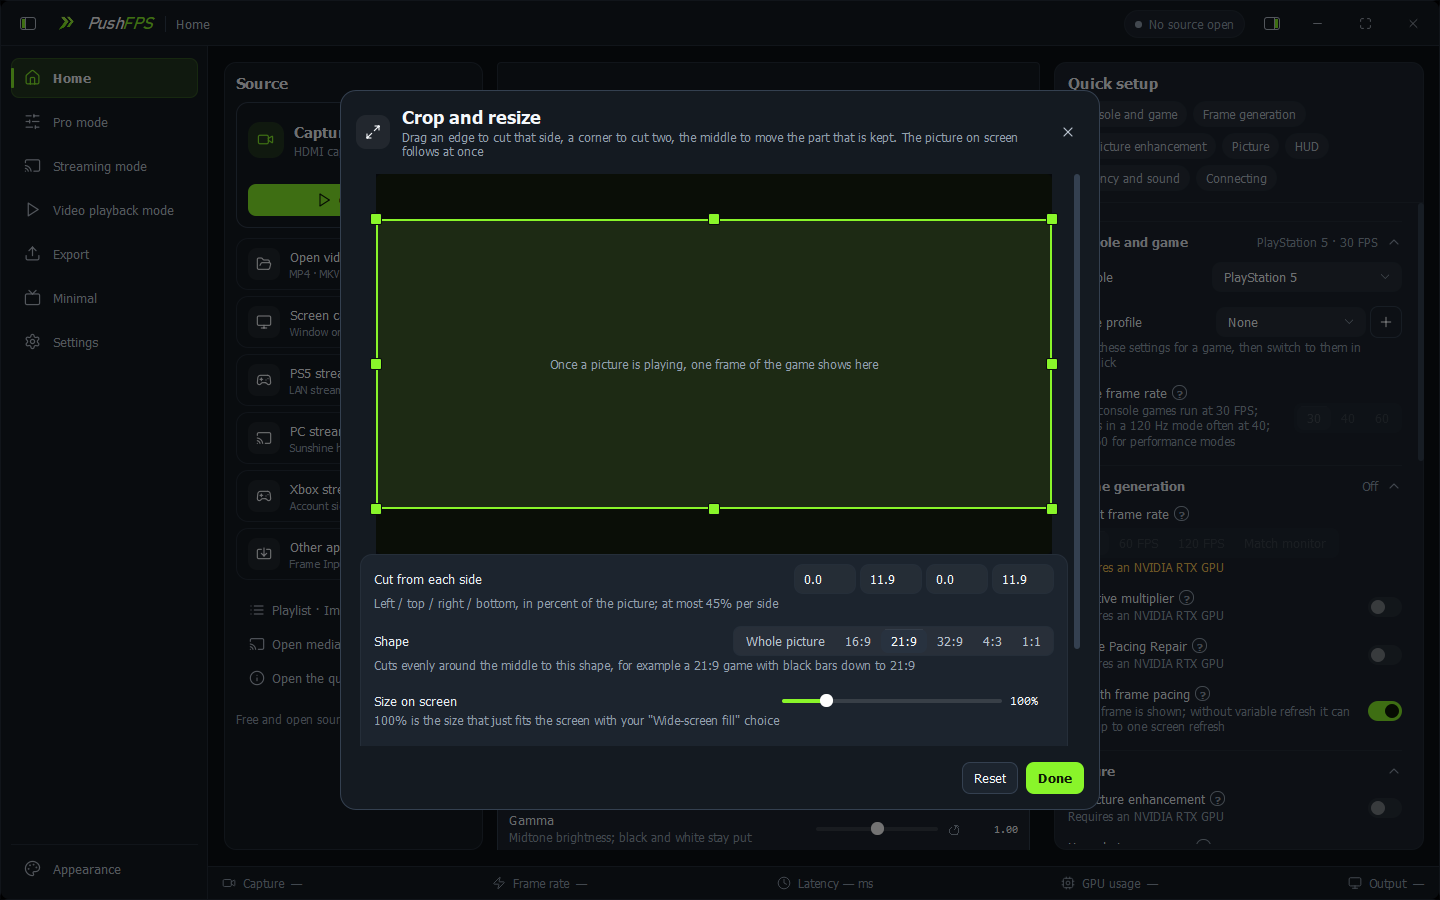 PushFPS
Home
No source open
Home
Pro mode
Streaming mode
Video playback mode
Export
Minimal
Settings
Appearance
Source
Captu
HDMI ca
Open vid
MP4 · MKV
Screen c
Window or
PS5 strea
LAN stream
PC strea
Sunshine h
Xbox stre
Account si
Other ap
Frame Inp
Playlist · Im
Open media
Open the qu
Free and open sour
Crop and resize
Drag an edge to cut that side, a corner to cut two, the middle to move the part that is kept. The picture on screen
follows at once
Once a picture is playing, one frame of the game shows here
Cut from each side
0.0 11.9 0.0 11.9
Left / top / right / bottom, in percent of the picture; at most 45% per side
Shape
Whole picture 16:9 21:9 32:9 4:3 1:1
Cuts evenly around the middle to this shape, for example a 21:9 game with black bars down to 21:9
Size on screen
100%
100% is the size that just fits the screen with your "Wide-screen fill" choice
Reset Done
Gamma
Midtone brightness; black and white stay put
1.00
Quick setup
sole and game Frame generation
icture enhancement Picture HUD
ncy and sound Connecting
ole and game PlayStation 5 · 30 FPS
ole PlayStation 5
e profile None
these settings for a game, then switch to them in
lick
e frame rate
console games run at 30 FPS;
s in a 120 Hz mode often at 40;
60 for performance modes
30 40 60
e generation Off
t frame rate
60 FPS 120 FPS Match monitor
res an NVIDIA RTX GPU
tive multiplier
res an NVIDIA RTX GPU
e Pacing Repair
res an NVIDIA RTX GPU
th frame pacing
frame is shown; without variable refresh it can
p to one screen refresh
re
cture enhancement
Requires an NVIDIA RTX GPU
Capture —
Frame rate —
Latency — ms
GPU usage —
Output —